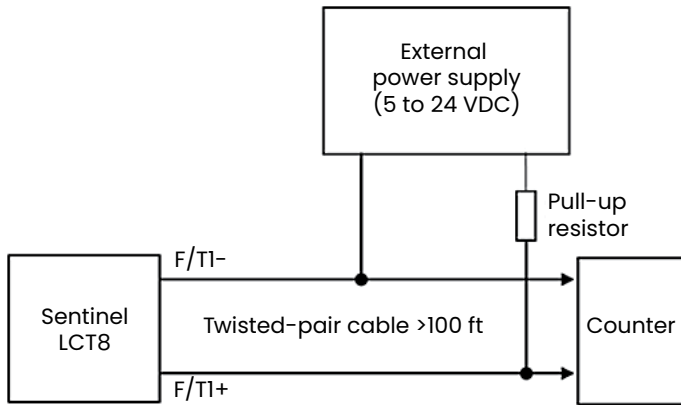 External
power supply
(5 to 24 VDC)
Pull-up
resistor
F/T1-
Sentinel
LCT8
Twisted-pair cable >100 ft
Counter
F/T1+